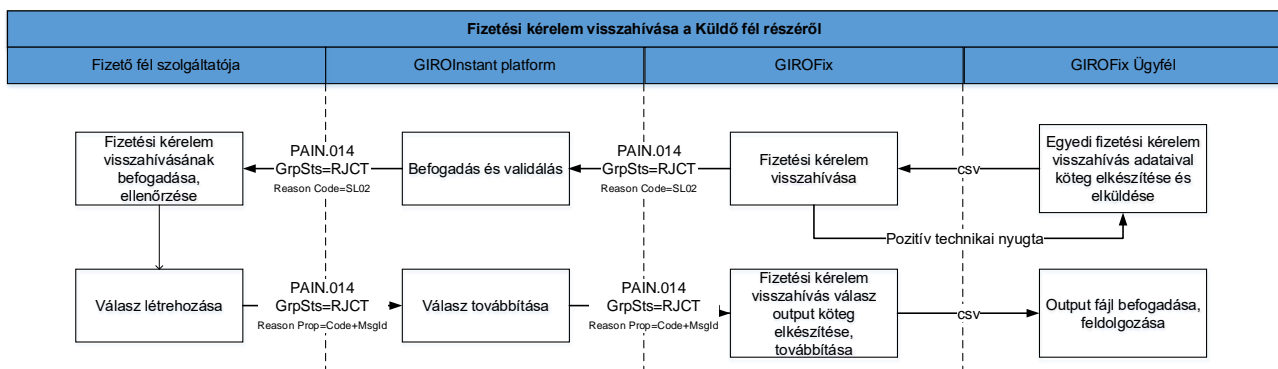 Fizetési kérelem visszahívása a Küldő fél részéről
Fizető fél szolgáltatója
GIROInstant platform
GIROFix
GIROFix Ügyfél
Fizetési kérelem
visszahívásának
befogadása,
ellenőrzése
PAIN.014
GrpSts=RJCT
Reason Code=SL02
Befogadás és validálás
PAIN.014
GrpSts=RJCT
Reason Code=SL02
Fizetési kérelem
visszahívása
csv
Egyedi fizetési kérelem
visszahívás adataival
köteg elkészítése és
elküldése
Pozitív technikai nyugta
Válasz létrehozása
PAIN.014
GrpSts=RJCT
Reason Prop=Code+MsgId
Válasz továbbítása
PAIN.014
GrpSts=RJCT
Reason Prop=Code+MsgId
Fizetési kérelem
visszahívás válasz
output köteg
elkészítése,
továbbítása
csv
Output fájl befogadása,
feldolgozása